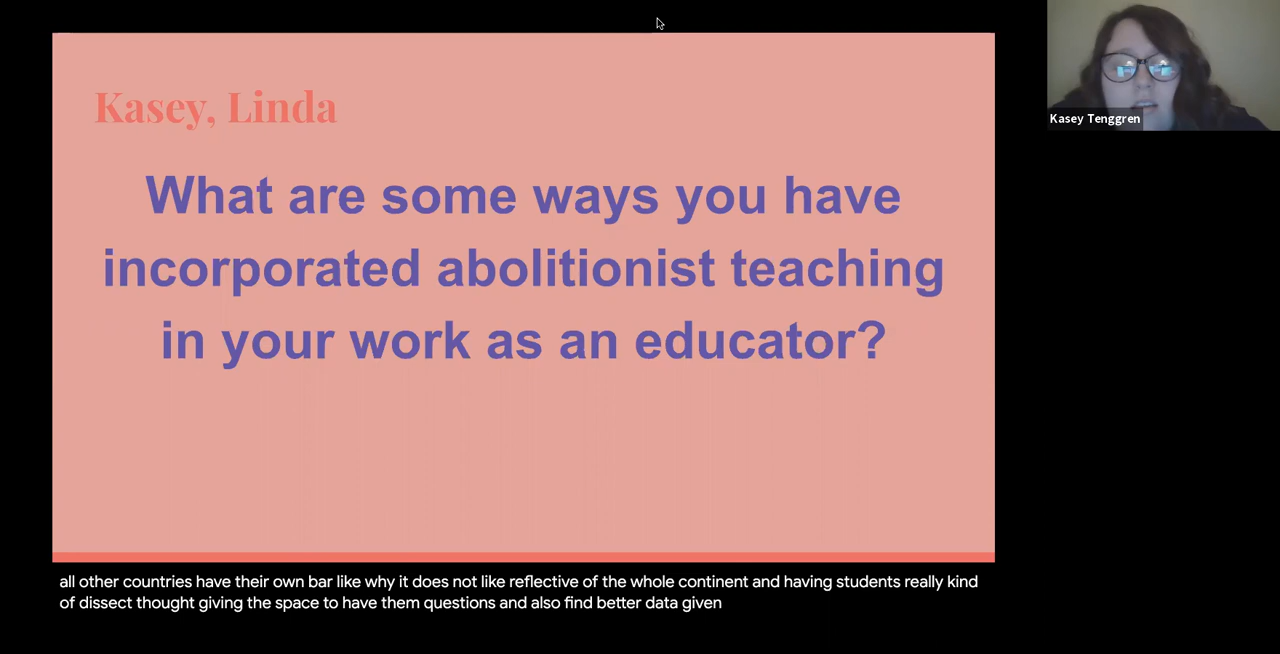 Kasey, Linda
What are some ways you have
incorporated abolitionist teaching
in your work as an educator?
Kasey Tenggren
all other countries have their own bar like why it does not like reflective of the whole continent and having students really kind
of dissect thought giving the space to have them questions and also find better data given